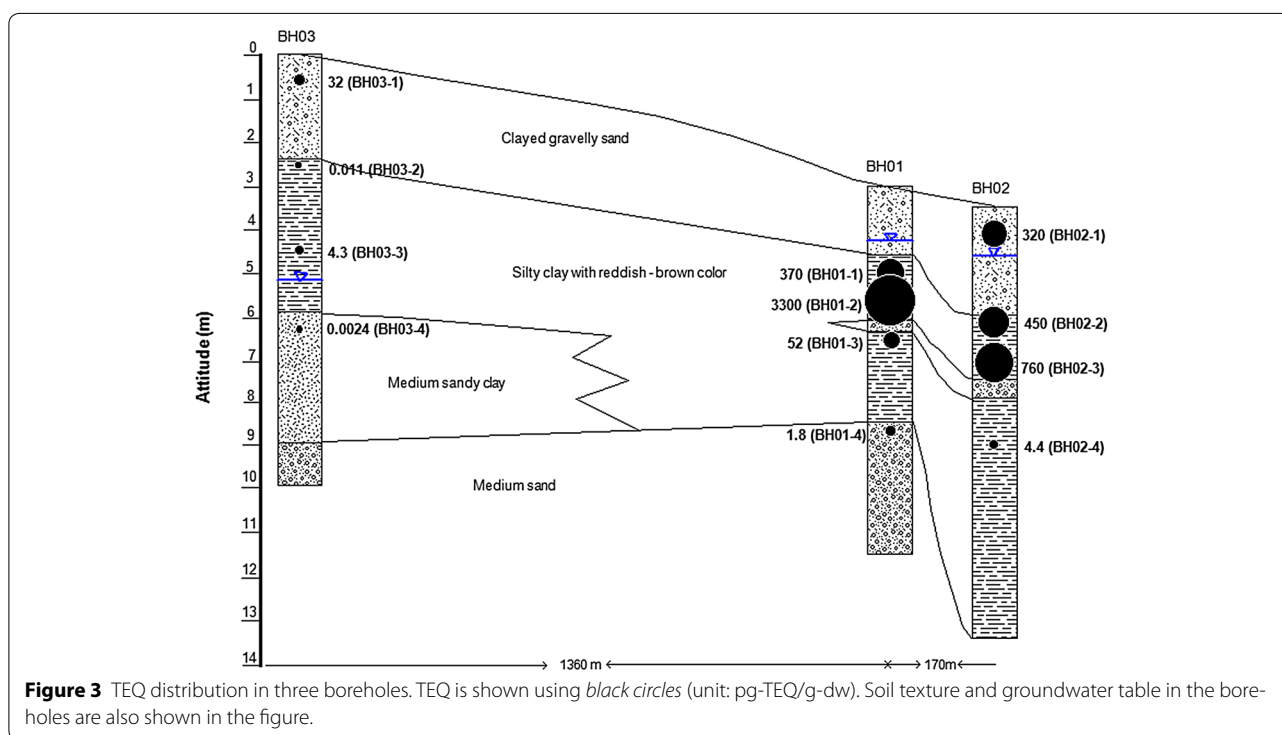 BH03
0
1
2
3
4
5
6
7
8
9
10
11
12
13
14
Attitude (m)
32 (BH03-1)
0.011 (BH03-2)
4.3 (BH03-3)
0.0024 (BH03-4)
Clayed gravelly sand
Silty clay with reddish - brown color
Medium sandy clay
Medium sand
BH01
370 (BH01-1)
3300 (BH01-2)
52 (BH01-3)
1.8 (BH01-4)
BH02
320 (BH02-1)
450 (BH02-2)
760 (BH02-3)
4.4 (BH02-4)
1360 m
170m
Figure 3 TEQ distribution in three boreholes. TEQ is shown using black circles (unit: pg-TEQ/g-dw). Soil texture and groundwater table in the bore-
holes are also shown in the figure.